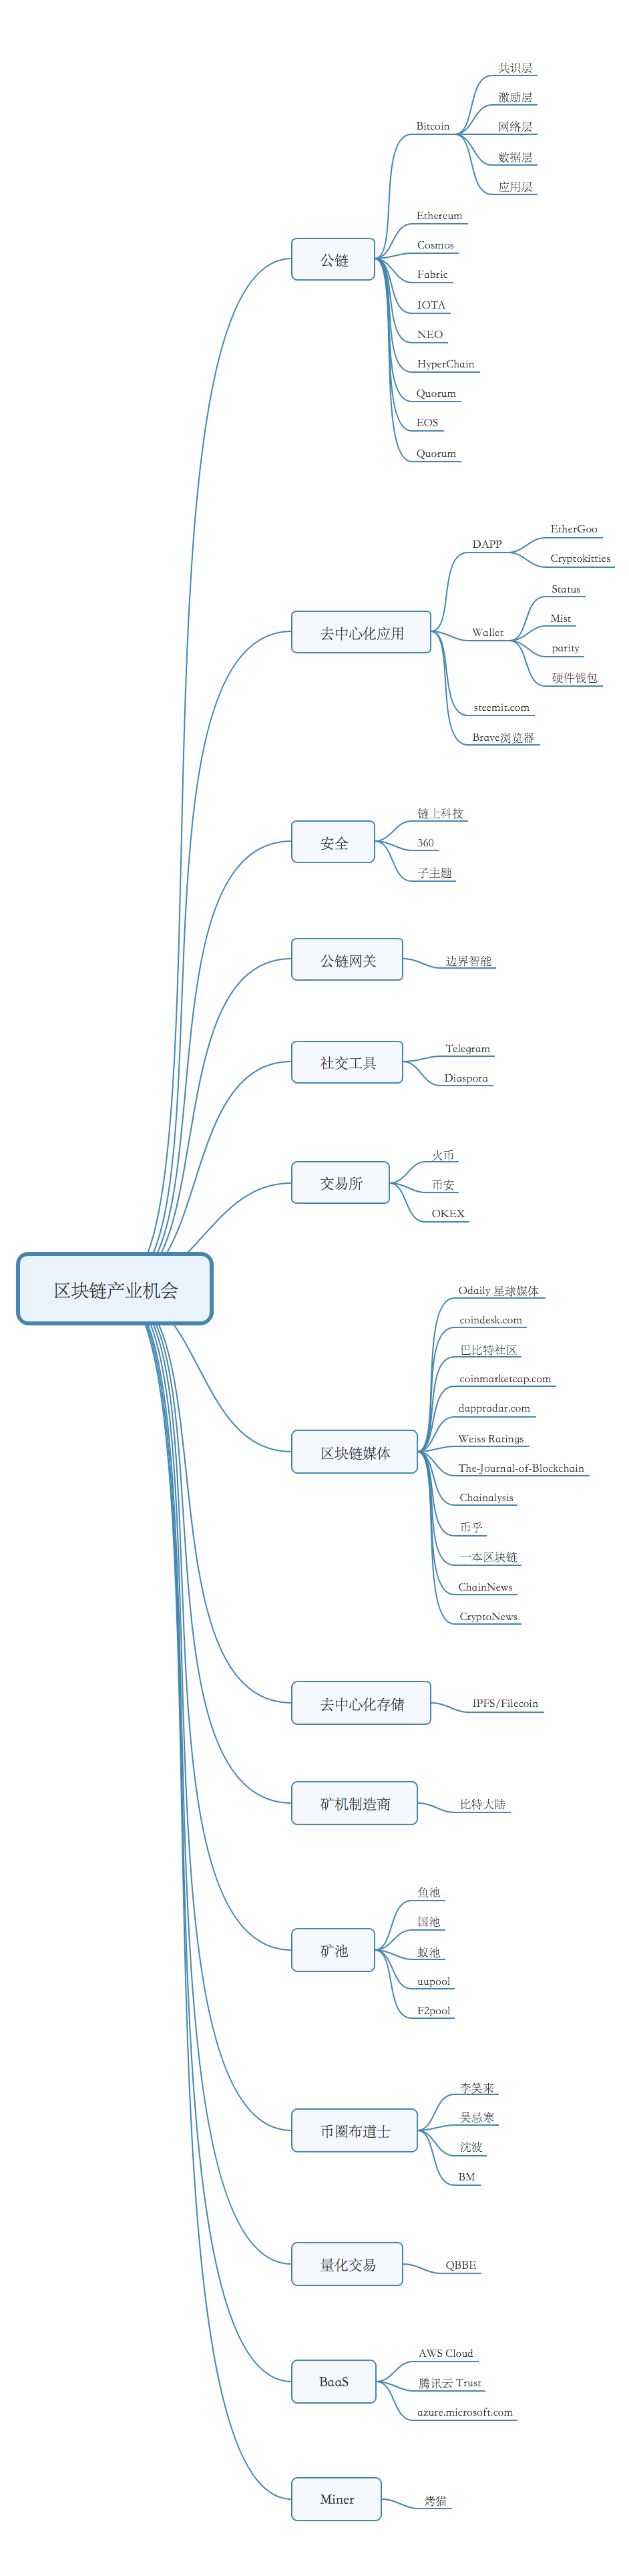 区块链产业机会
公链
Bitcoin
共识层
激励层
网络层
数据层
应用层
Ethereum
Cosmos
Fabric
IOTA
NEO
HyperChain
Quorum
EOS
Quorum
去中心化应用
DAPP
EtherGoo
Cryptokitties
Wallet
Status
Mist
parity
硬件钱包
steemit.com
Brave浏览器
安全
链上科技
360
子主题
公链网关
边界智能
社交工具
Telegram
Diaspora
交易所
火币
币安
OKEX
区块链媒体
Odaily 星球媒体
coindesk.com
巴比特社区
coinmarketcap.com
dappradar.com
Weiss Ratings
The-Journal-of-Blockchain
Chainalysis
币乎
一本区块链
ChainNews
CryptoNews
去中心化存储
IPFS/Filecoin
矿机制造商
比特大陆
矿池
鱼池
国池
蚁池
uupool
F2pool
币圈布道士
李笑来
吴忌寒
沈波
BM
量化交易
QBBE
BaaS
AWS Cloud
腾讯云 Trust
azure.microsoft.com
Miner
烤猫